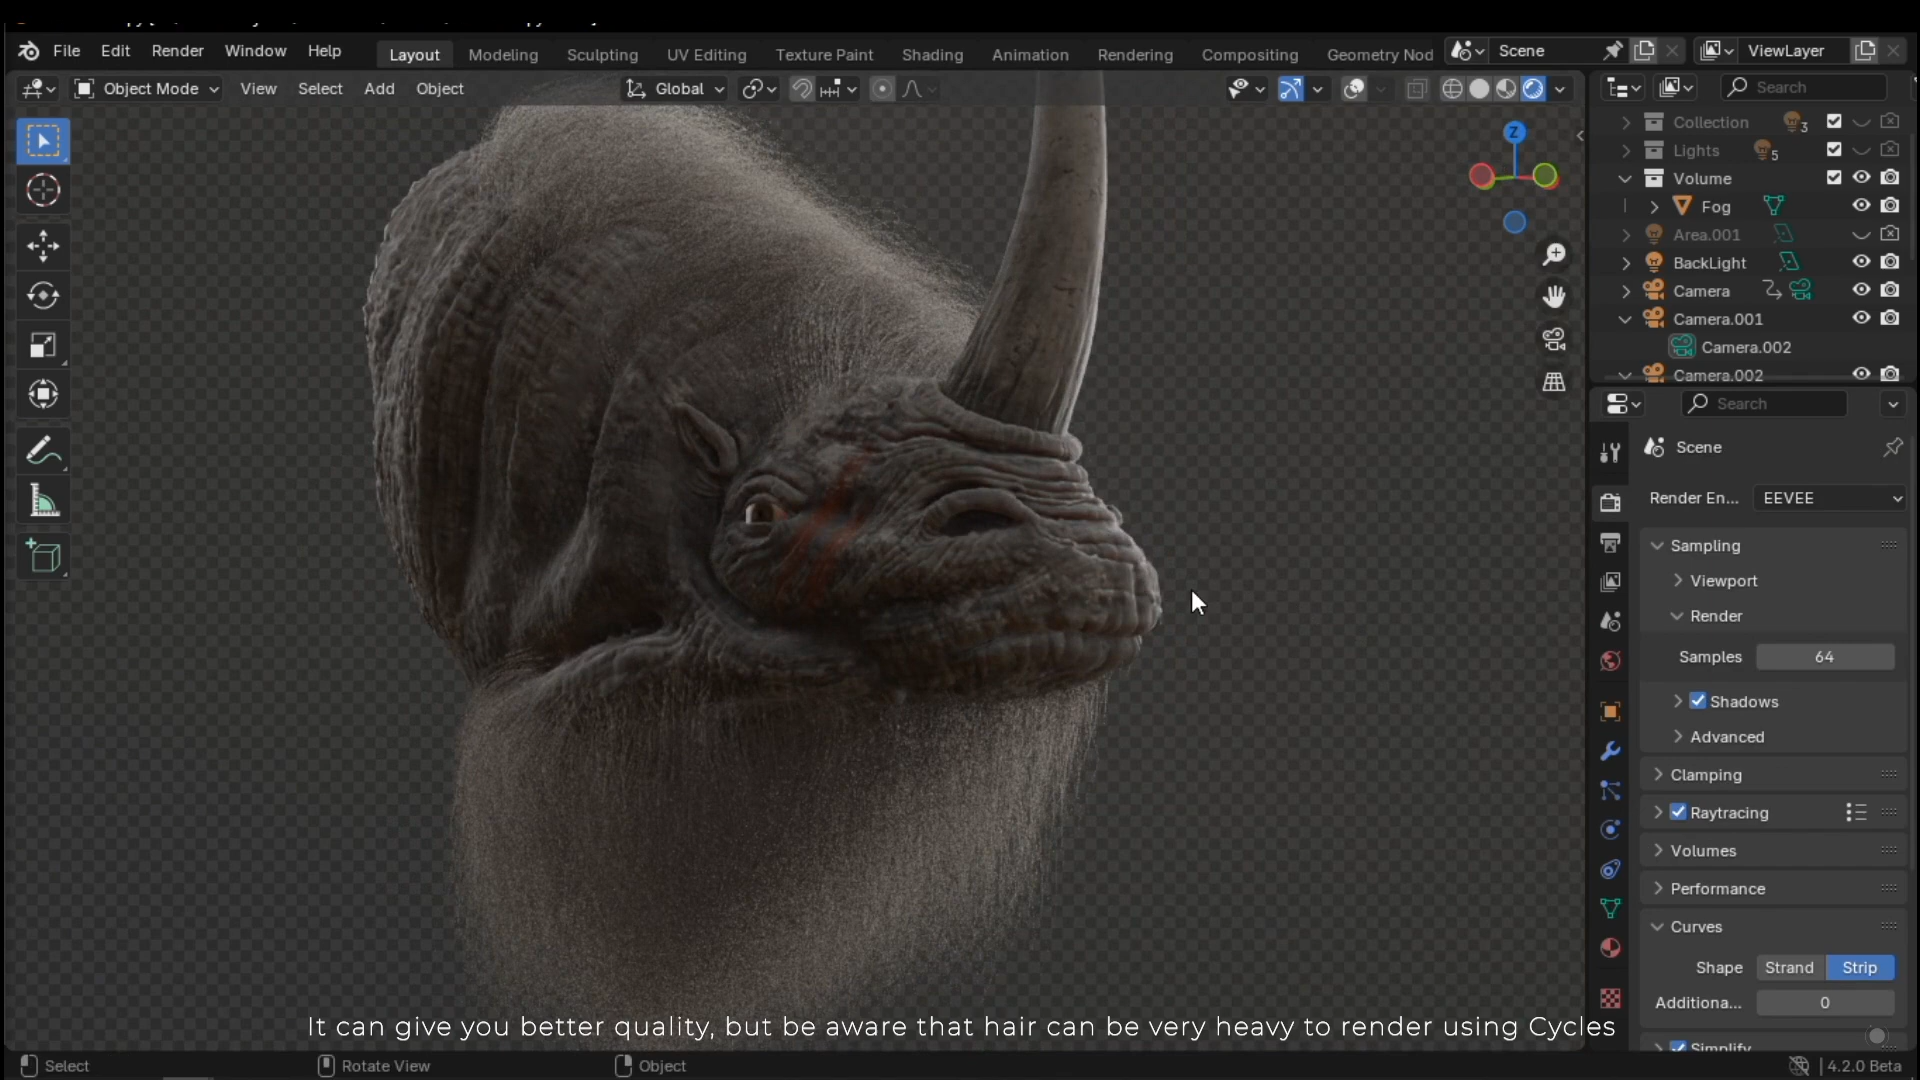 File Edit Render Window Help Layout Modeling Sculpting UV Editing Texture Paint Shading Animation Rendering Compositing Geometry Nod Scene ViewLayer
Object Mode View Select Add Object Global Search
Z
Collection 3
Lights 5
Volume
Fog
Area.001
BackLight
Camera
Camera.001
Camera.002
Camera.002
Search
Scene
Render En... EEVEE
Sampling
Viewport
Render
Samples 64
Shadows
Advanced
Clamping
Raytracing
Volumes
Performance
Curves
Shape Strand Strip
Additiona... 0
Simplify
It can give you better quality, but be aware that hair can be very heavy to render using Cycles
Select Rotate View Object 4.2.0 Beta